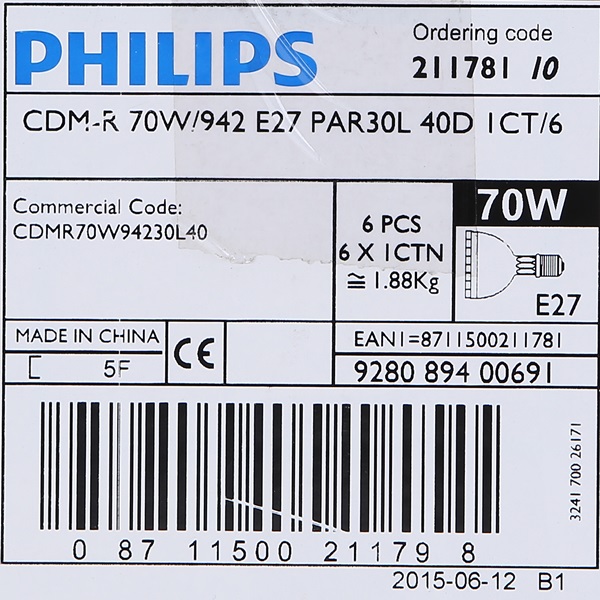 PHILIPS
Ordering code
211781 /0
CDM-R 70W/942 E27 PAR30L 40D 1CT/6
Commercial Code:
CDMR70W94230L40
6 PCS
6 X 1CTN
≅ 1.88Kg
70W
E27
MADE IN CHINA
[ 5F
CE
EAN1=8711500211781
9280 894 00691
3241 700 26171
0 87 11500 21179 8
2015-06-12 B1